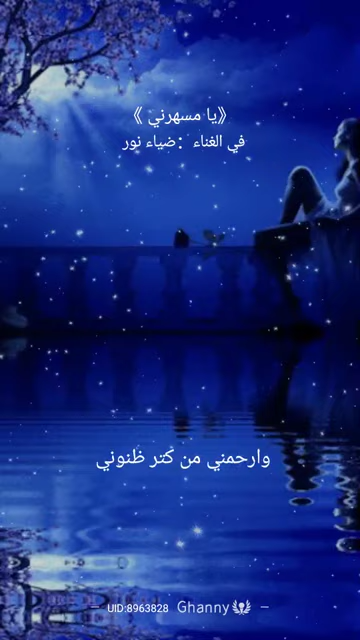 《يا مسهرني》
في الغناء : ضياء نور
وارحمني من كتر ظنوني
UID:8963828 Ghanny